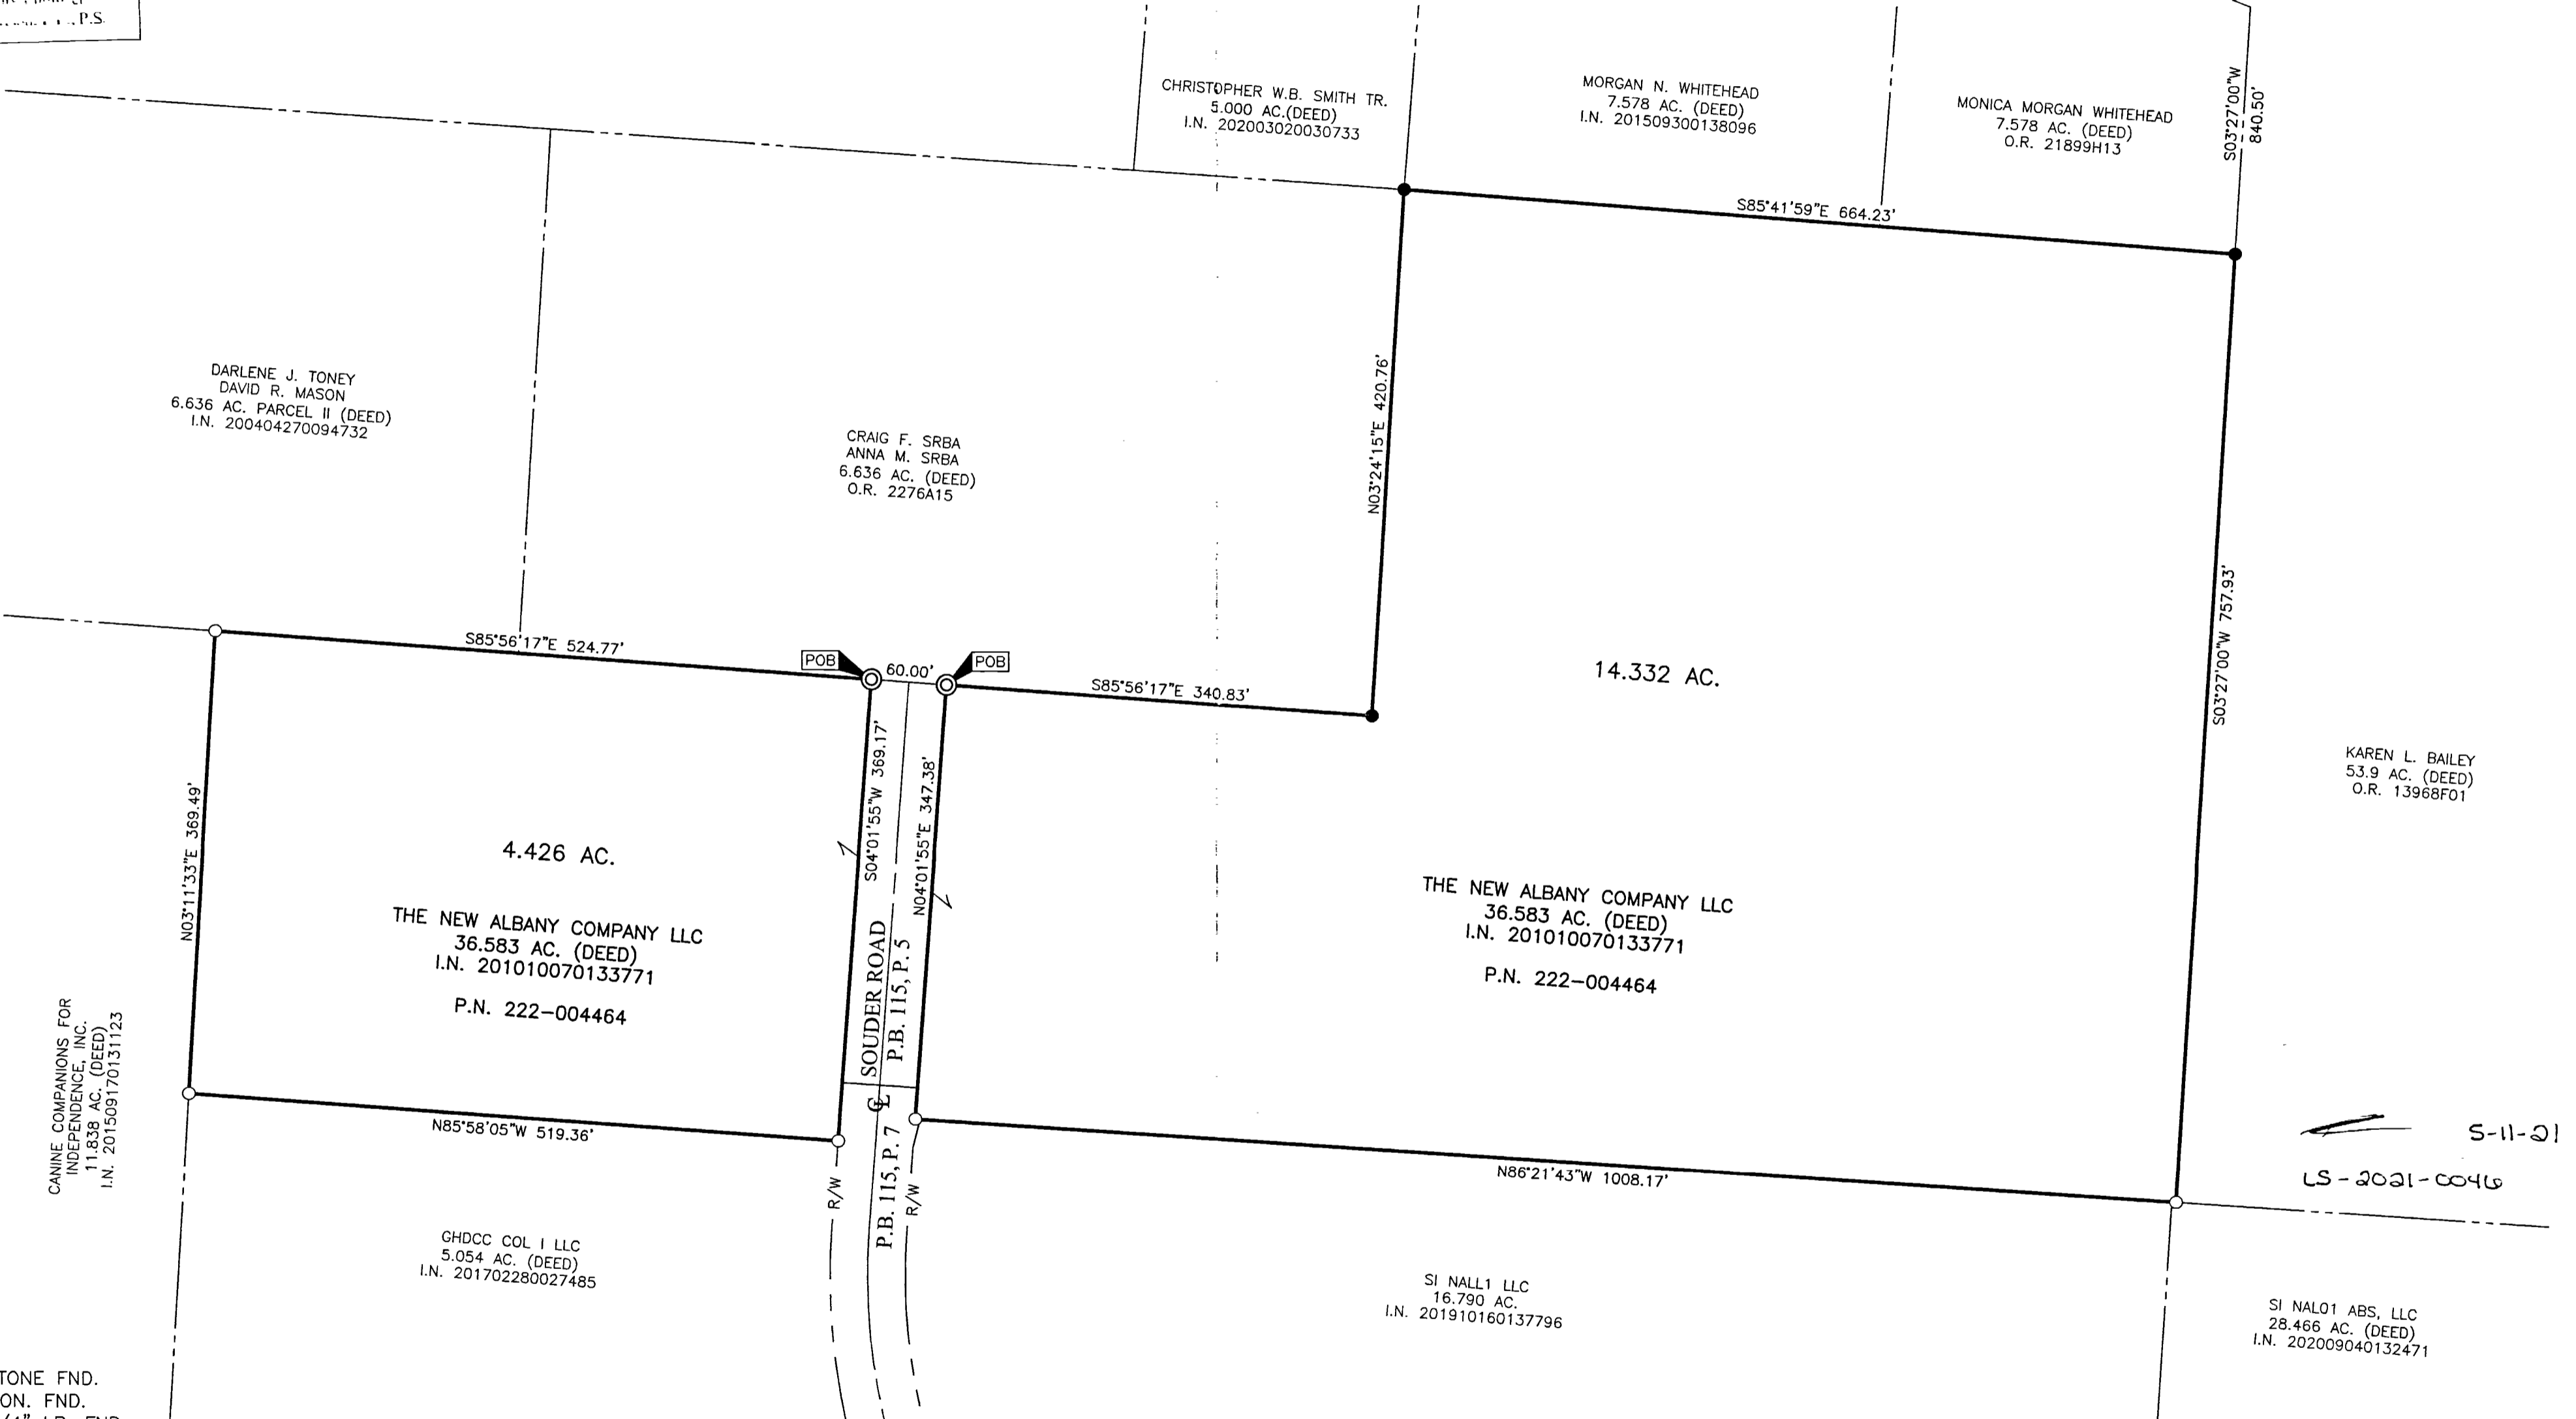 P.S.
CHRISTOPHER W.B. SMITH TR.
5.000 AC.(DEED)
I.N. 202003020030733
MORGAN N. WHITEHEAD
7.578 AC. (DEED)
I.N. 201509300138096
MONICA MORGAN WHITEHEAD
7.578 AC. (DEED)
O.R. 21899H13
S03°27'00"W
840.50'
S85°41'59"E 664.23'
DARLENE J. TONEY
DAVID R. MASON
6.636 AC. PARCEL II (DEED)
I.N. 200404270094732
CRAIG F. SRBA
ANNA M. SRBA
6.636 AC. (DEED)
O.R. 2276A15
N03°24'15"E 420.76'
S03°27'00"W 757.93'
S85°56'17"E 524.77'
POB
60.00'
POB
S85°56'17"E 340.83'
14.332 AC.
KAREN L. BAILEY
53.9 AC. (DEED)
O.R. 13968F01
N03°11'33"E 369.49'
S04°01'55"W 369.17'
N04°01'55"E 347.38'
4.426 AC.
THE NEW ALBANY COMPANY LLC
36.583 AC. (DEED)
I.N. 201010070133771
P.N. 222-004464
SOUDER ROAD
P.B. 115, P. 5
THE NEW ALBANY COMPANY LLC
36.583 AC. (DEED)
I.N. 201010070133771
P.N. 222-004464
CANINE COMPANIONS FOR
INDEPENDENCE, INC.
11.838 AC. (DEED)
I.N. 201509170131123
N85°58'05"W 519.36'
℄
P.B. 115, P. 7
R/W
R/W
N86°21'43"W 1008.17'
5-11-21
LS-2021-0046
GHDCC COL I LLC
5.054 AC. (DEED)
I.N. 201702280027485
SI NALL1 LLC
16.790 AC.
I.N. 201910160137796
SI NAL01 ABS, LLC
28.466 AC. (DEED)
I.N. 202009040132471
TONE FND.
ON. FND.